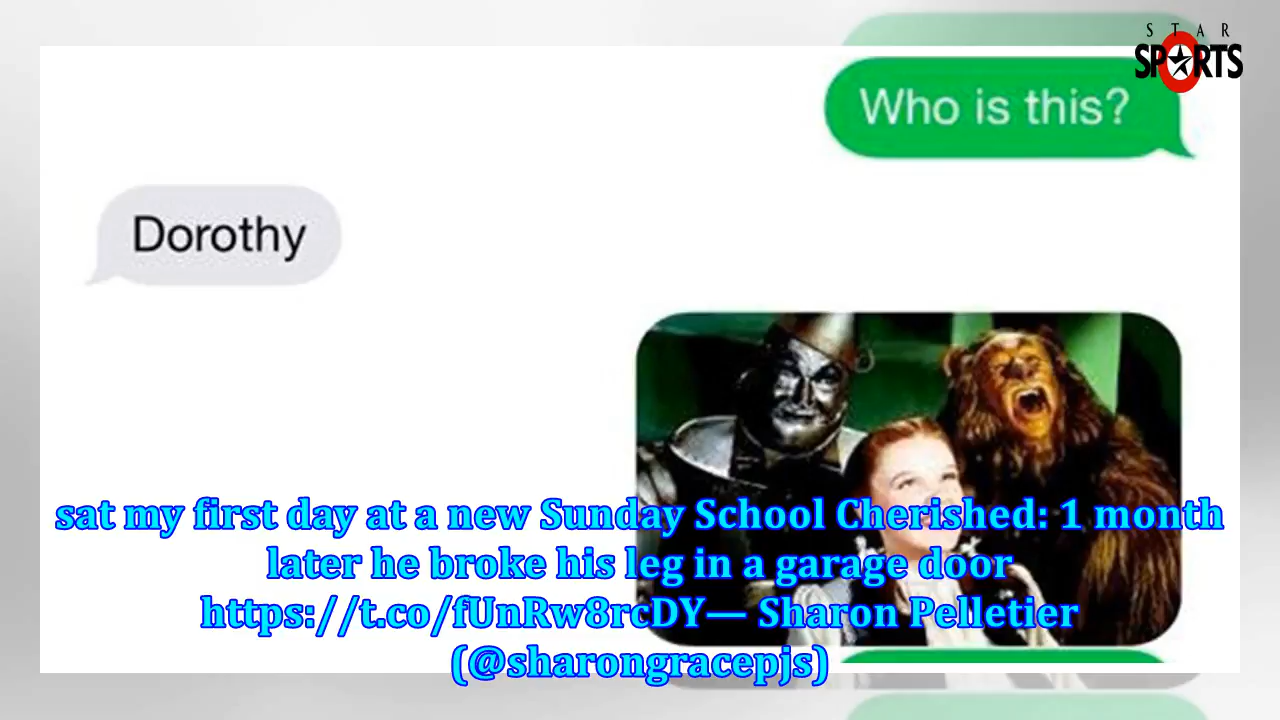 STAR
SPORTS
Who is this?
Dorothy
sat my first day at a new Sunday School Cherished: 1 month
later he broke his leg in a garage door
https://t.co/fUnRw8rcDY— Sharon Pelletier
(@sharongracepjs)